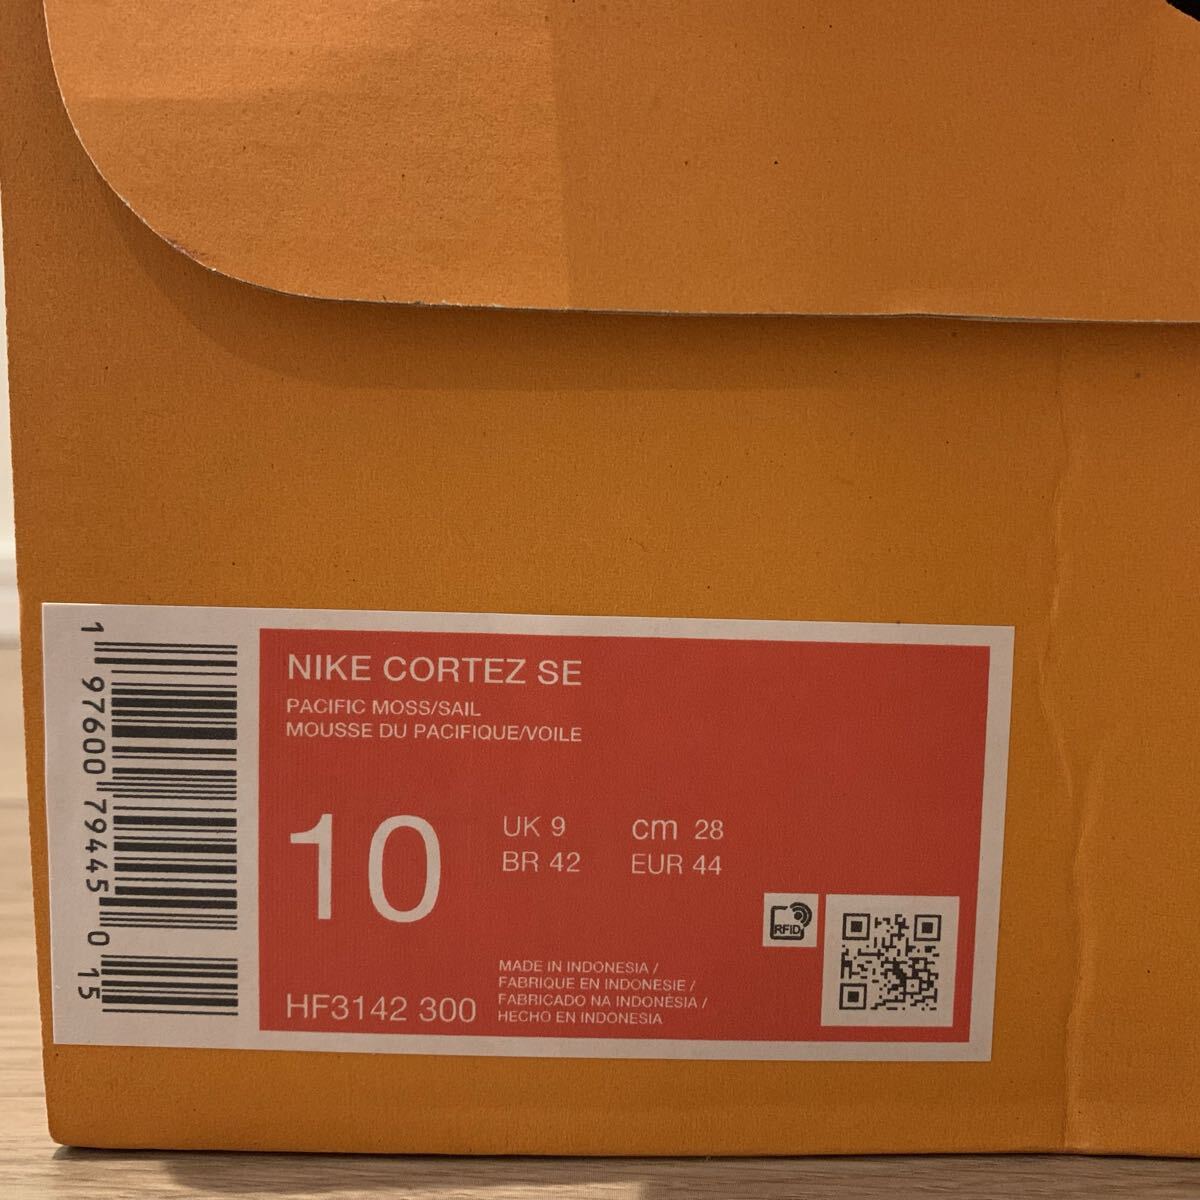 NIKE CORTEZ SE
PACIFIC MOSS/SAIL
MOUSSE DU PACIFIQUE/VOILE
10
UK 9
cm 28
BR 42
EUR 44
RFID
MADE IN INDONESIA /
FABRIQUE EN INDONESIE /
FABRICADO NA INDONÉSIA /
HECHO EN INDONESIA
HF3142 300
1 97600 79445 0 15